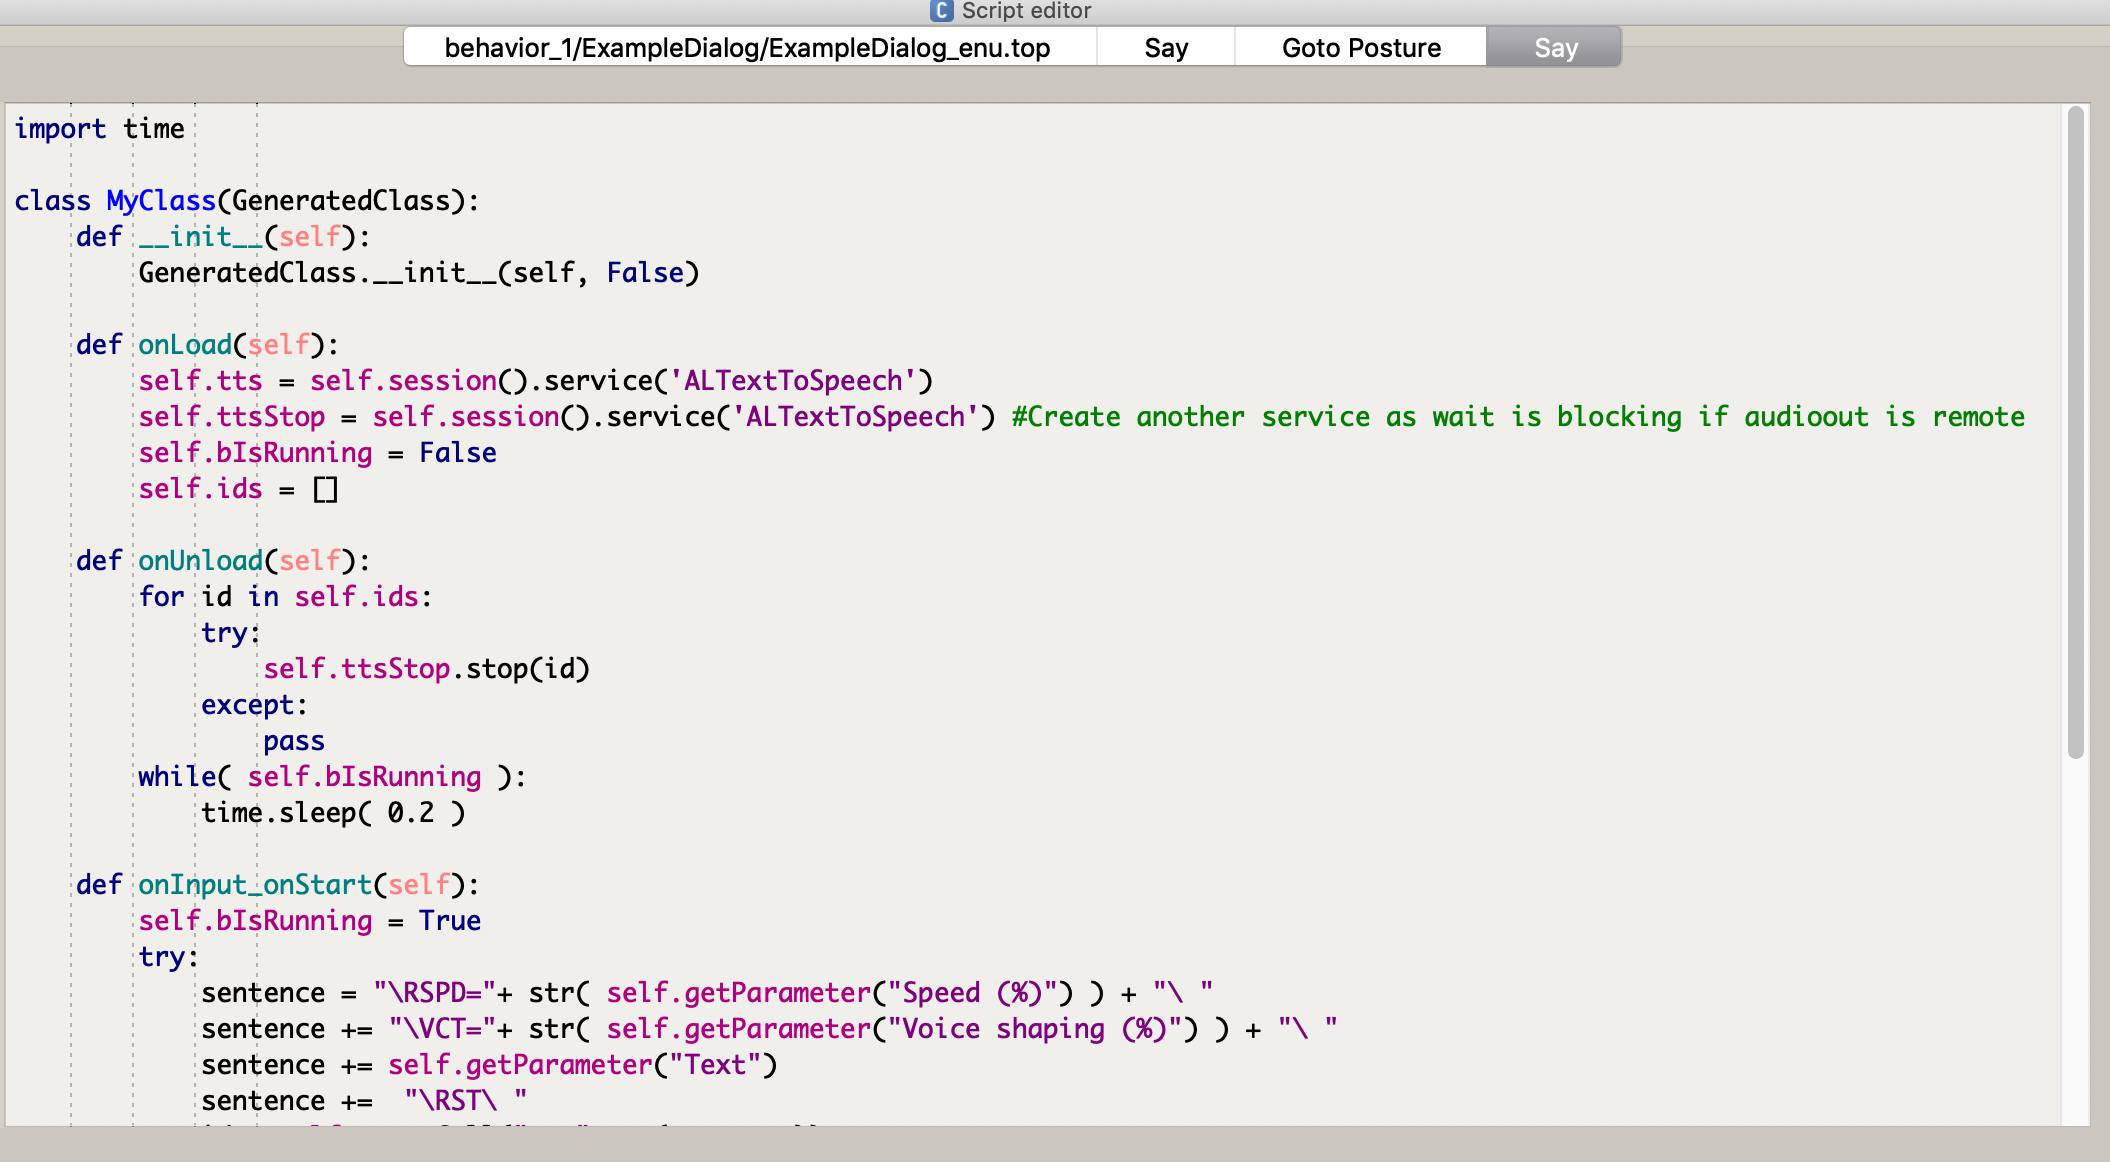 Script editor
behavior_1/ExampleDialog/ExampleDialog_enu.top Say Goto Posture Say
import time
class MyClass(GeneratedClass):
    def __init__(self):
        GeneratedClass.__init__(self, False)
    def onLoad(self):
        self.tts = self.session().service('ALTextToSpeech')
        self.ttsStop = self.session().service('ALTextToSpeech') #Create another service as wait is blocking if audioout is remote
        self.bIsRunning = False
        self.ids = []
    def onUnload(self):
        for id in self.ids:
            try:
                self.ttsStop.stop(id)
            except:
                pass
        while( self.bIsRunning ):
            time.sleep( 0.2 )
    def onInput_onStart(self):
        self.bIsRunning = True
        try:
            sentence = "\RSPD="+ str( self.getParameter("Speed (%)") ) + "\ "
            sentence += "\VCT="+ str( self.getParameter("Voice shaping (%)") ) + "\ "
            sentence += self.getParameter("Text")
            sentence +=  "\RST\ "